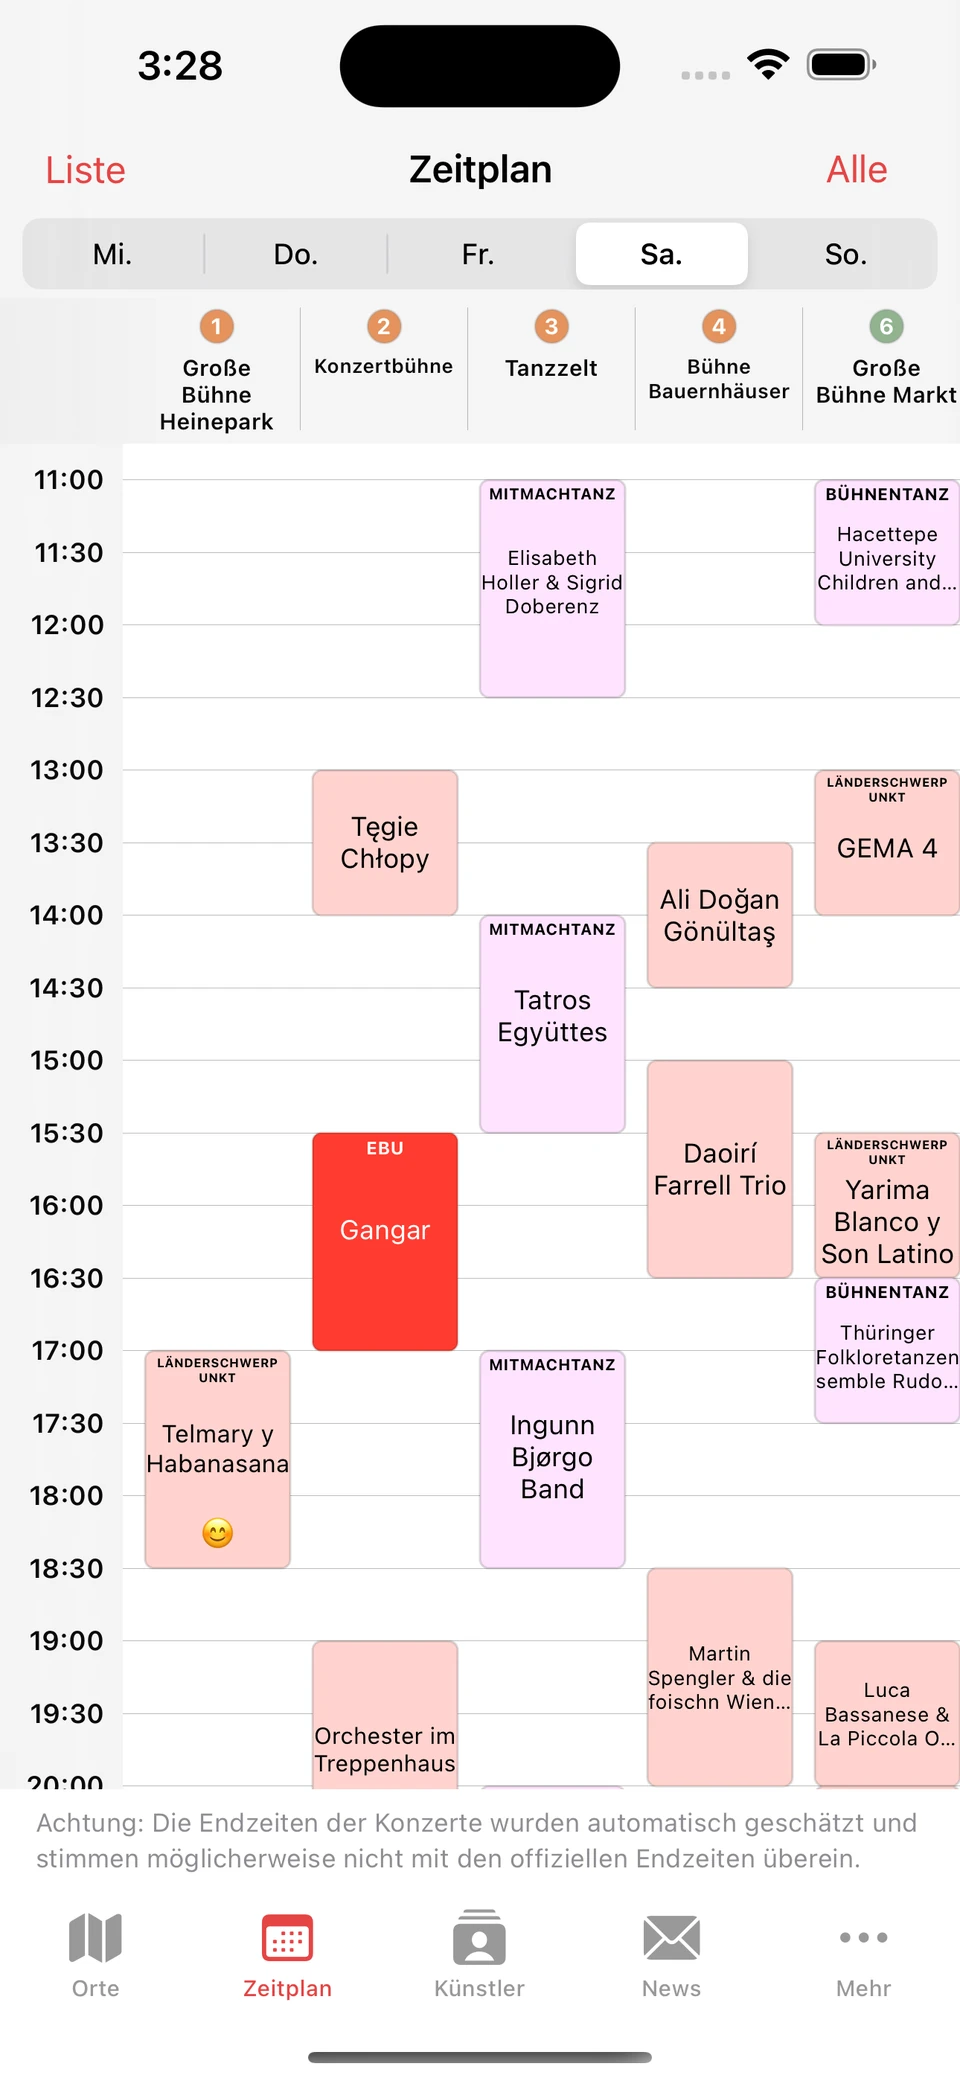 3:28
Liste
Zeitplan
Alle
Mi.
Do.
Fr.
Sa.
So.
1
Große
Bühne
Heinepark
2
Konzertbühne
3
Tanzzelt
4
Bühne
Bauernhäuser
6
Große
Bühne Markt
11:00
MITMACHTANZ
Elisabeth
Holler & Sigrid
Doberenz
BÜHNENTANZ
Hacettepe
University
Children and...
11:30
12:00
12:30
13:00
Tęgie
Chłopy
LÄNDERSCHWERP
UNKT
GEMA 4
13:30
Ali Doğan
Gönültaş
14:00
MITMACHTANZ
Tatros
Együttes
14:30
15:00
Daoirí
Farrell Trio
15:30
EBU
Gangar
LÄNDERSCHWERP
UNKT
Yarima
Blanco y
Son Latino
16:00
16:30
BÜHNENTANZ
Thüringer
Folkloretanzen
semble Rudo...
17:00
LÄNDERSCHWERP
UNKT
Telmary y
Habanasana
😊
MITMACHTANZ
Ingunn
Bjørgo
Band
17:30
18:00
18:30
Martin
Spengler & die
foischn Wien...
19:00
Orchester im
Treppenhaus
Luca
Bassanese &
La Piccola O...
19:30
20:00
Achtung: Die Endzeiten der Konzerte wurden automatisch geschätzt und
stimmen möglicherweise nicht mit den offiziellen Endzeiten überein.
Orte
Zeitplan
Künstler
News
Mehr